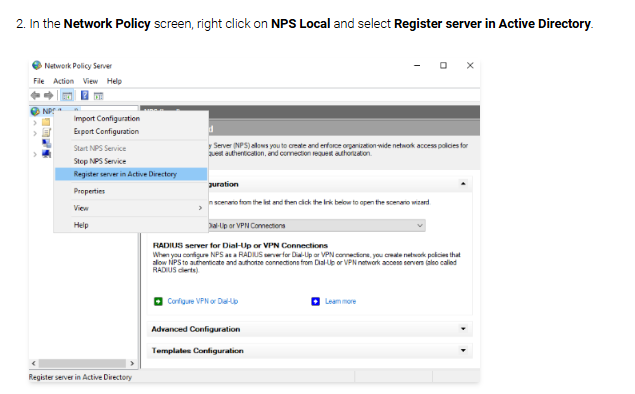 2. In the Network Policy screen, right click on NPS Local and select Register server in Active Directory.
Network Policy Server
File Action View Help
Import Configuration
Export Configuration
Start NPS Service
Stop NPS Service
Register server in Active Directory
Properties
View
Help
Server (NPS) allows you to create and enforce organization-wide network access policies for
authentication, and connection request authorization.
n scenario from the list and then click the link below to open the scenario wizard.
Dial-Up or VPN Connections
RADIUS server for Dial-Up or VPN Connections
When you configure NPS as a RADIUS server for Dial-Up or VPN connections, you create network policies that
allow NPS to authenticate and authorize connections from Dial-Up or VPN network access servers (also called
RADIUS clients).
Configure VPN or Dial-Up Learn more
Advanced Configuration
Templates Configuration
Register server in Active Directory